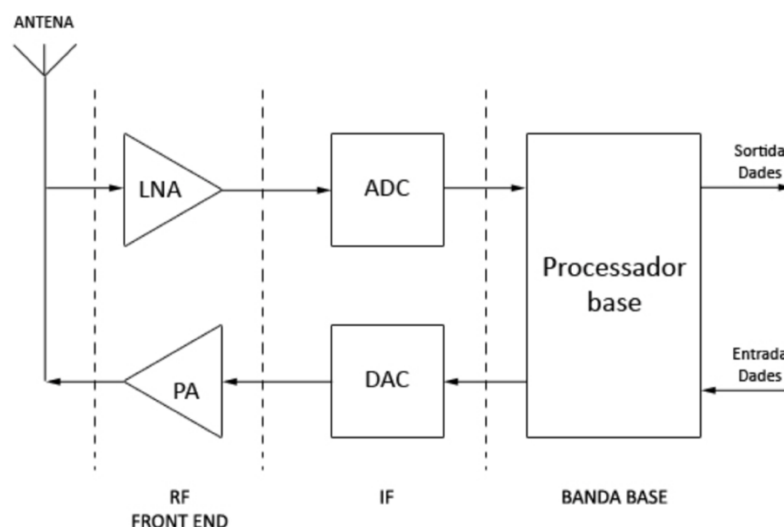 ANTENA
LNA
ADC
Processador
base
Sortida
Dades
PA
DAC
Entrada
Dades
RF
FRONT END
IF
BANDA BASE